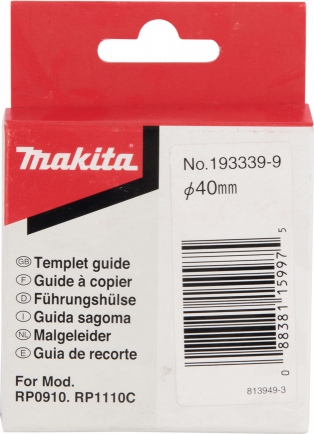 makita
No.193339-9
φ40mm
GB Templet guide
F Guide à copier
D Führungshülse
I Guida sagoma
NL Malgeleider
E Guia de recorte
For Mod.
RP0910. RP1110C
0 88381 15997 5
813949-3